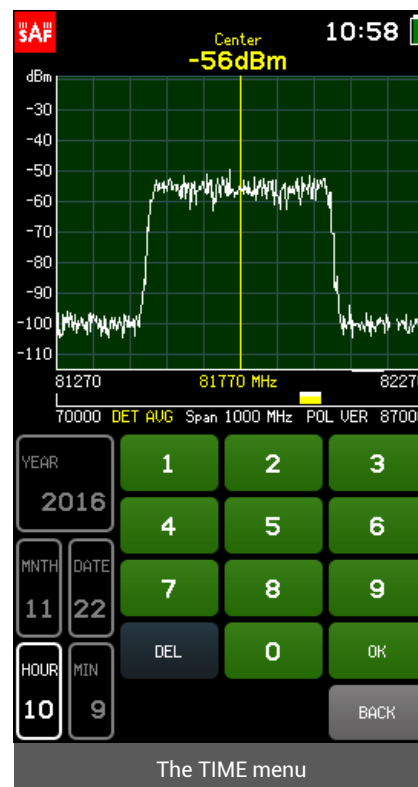 SAF
10:58
Center
-56dBm
dBm
-30
-40
-50
-60
-70
-80
-90
-100
-110
81270 81770 MHz 82270
70000 DET AVG Span 1000 MHz POL VER 8700
YEAR
2016
1 2 3
4 5 6
MNTH DATE
11 22
7 8 9
DEL 0 OK
HOUR MIN
10 9
BACK
The TIME menu